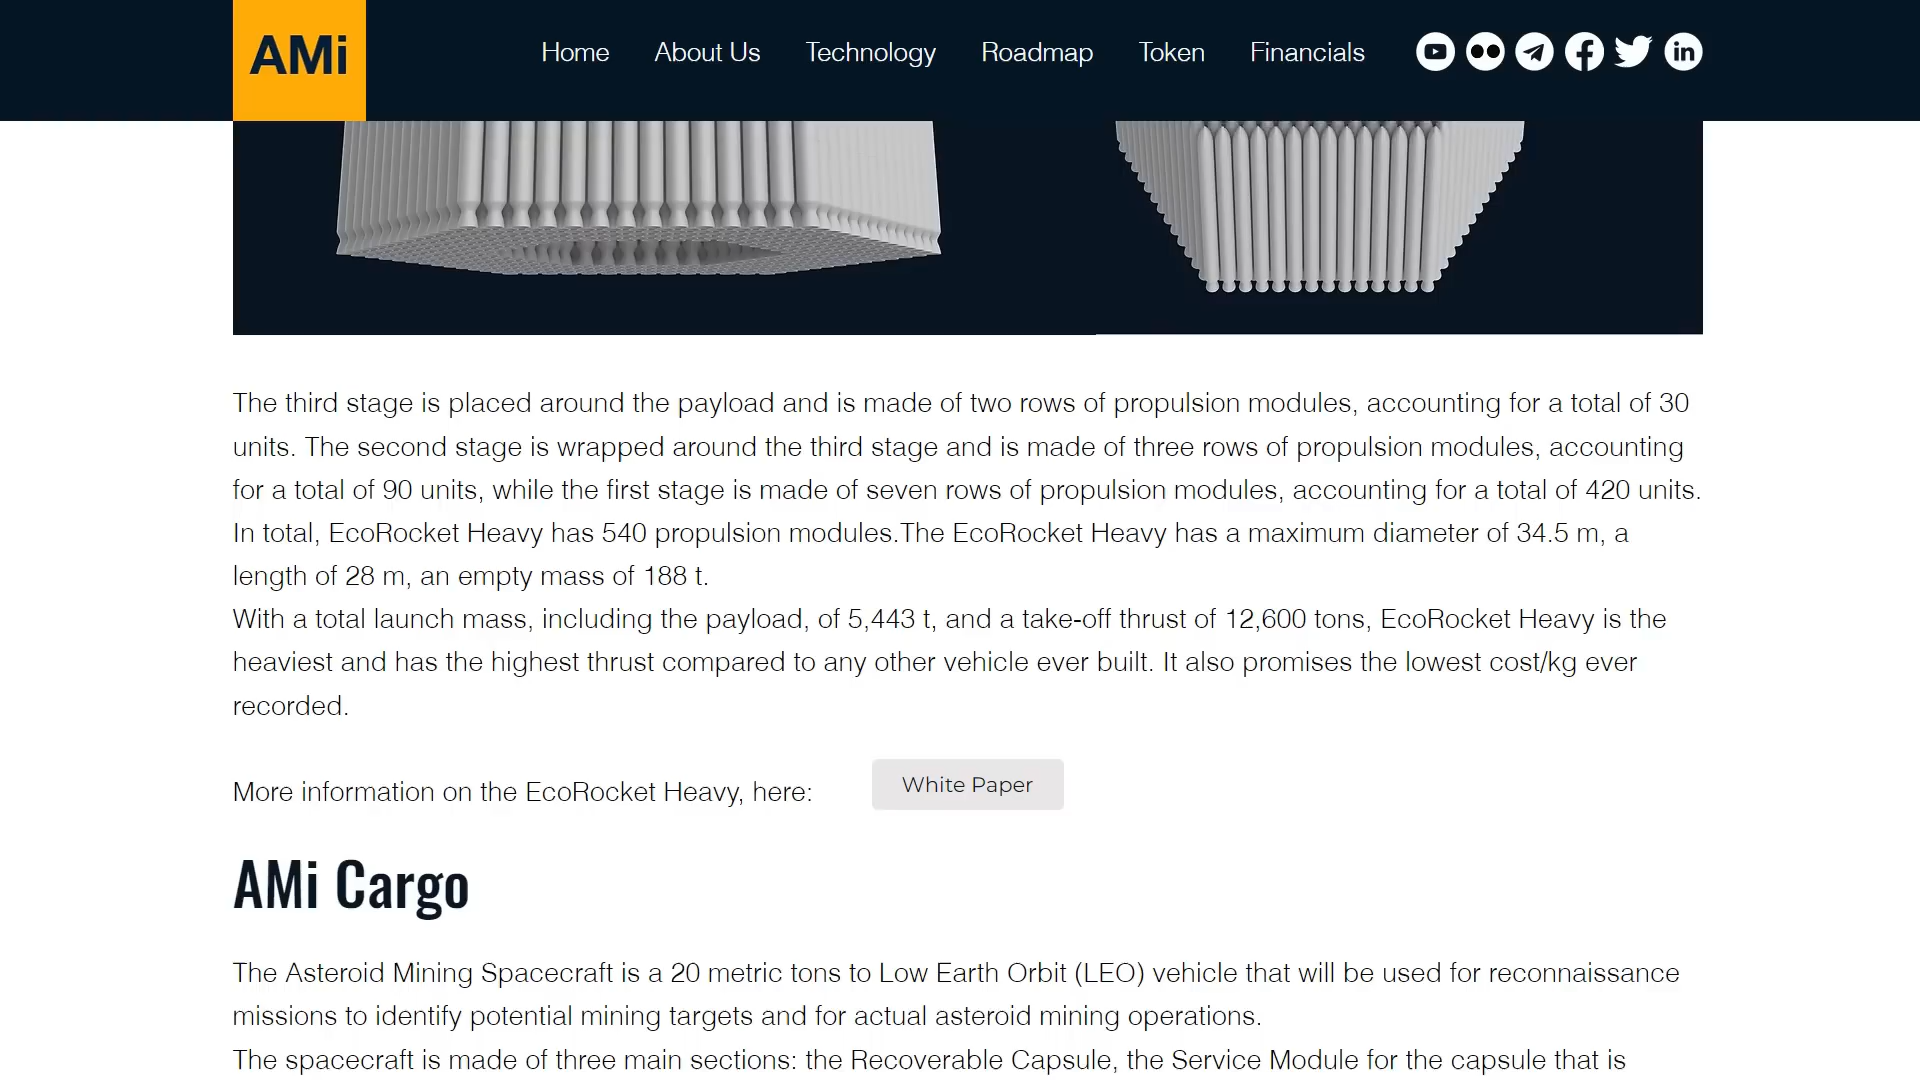 AMi
Home About Us Technology Roadmap Token Financials
The third stage is placed around the payload and is made of two rows of propulsion modules, accounting for a total of 30
units. The second stage is wrapped around the third stage and is made of three rows of propulsion modules, accounting
for a total of 90 units, while the first stage is made of seven rows of propulsion modules, accounting for a total of 420 units.
In total, EcoRocket Heavy has 540 propulsion modules.The EcoRocket Heavy has a maximum diameter of 34.5 m, a
length of 28 m, an empty mass of 188 t.
With a total launch mass, including the payload, of 5,443 t, and a take-off thrust of 12,600 tons, EcoRocket Heavy is the
heaviest and has the highest thrust compared to any other vehicle ever built. It also promises the lowest cost/kg ever
recorded.
More information on the EcoRocket Heavy, here: White Paper
AMi Cargo
The Asteroid Mining Spacecraft is a 20 metric tons to Low Earth Orbit (LEO) vehicle that will be used for reconnaissance
missions to identify potential mining targets and for actual asteroid mining operations.
The spacecraft is made of three main sections: the Recoverable Capsule, the Service Module for the capsule that is